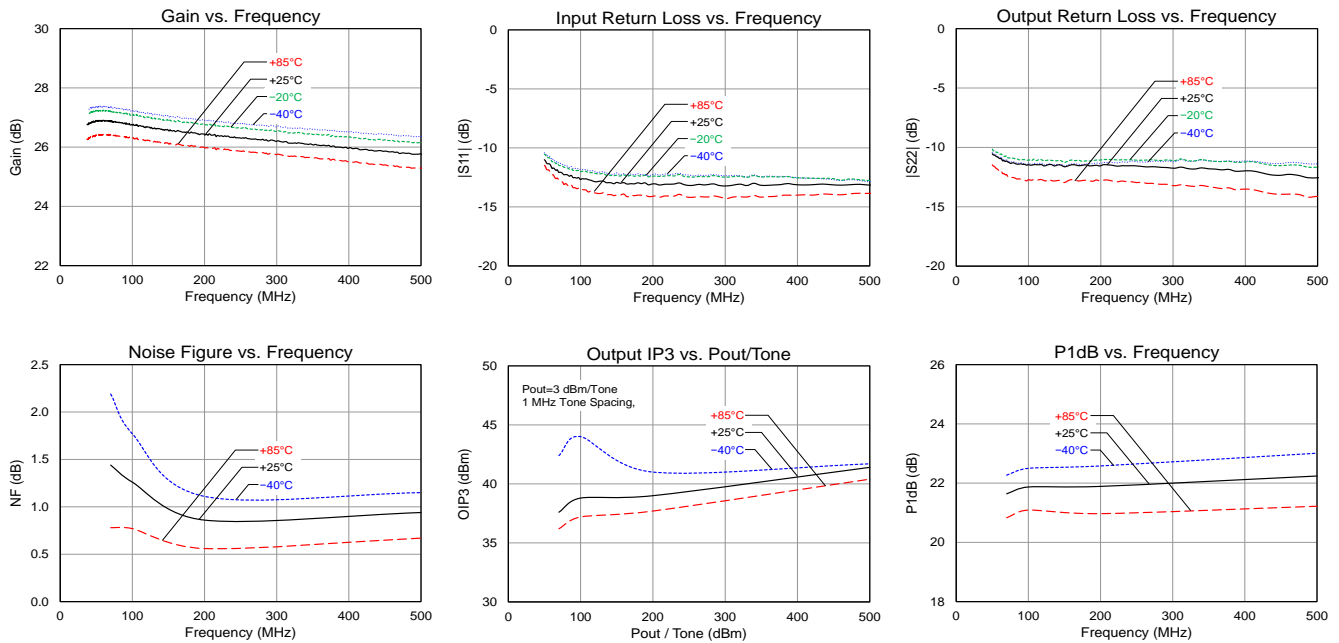 Gain vs. Frequency
30
28
26
24
22
Gain (dB)
+85°C
+25°C
−20°C
−40°C
0
100
200
300
400
500
Frequency (MHz)
Input Return Loss vs. Frequency
0
-5
-10
-15
-20
|S11| (dB)
+85°C
+25°C
−20°C
−40°C
0
100
200
300
400
500
Frequency (MHz)
Output Return Loss vs. Frequency
0
-5
-10
-15
-20
|S22| (dB)
+85°C
+25°C
−20°C
−40°C
0
100
200
300
400
500
Frequency (MHz)
Noise Figure vs. Frequency
2.5
2.0
1.5
1.0
0.5
0.0
NF (dB)
+85°C
+25°C
−40°C
0
100
200
300
400
500
Frequency (MHz)
Output IP3 vs. Pout/Tone
50
45
40
35
30
OIP3 (dBm)
Pout=3 dBm/Tone
1 MHz Tone Spacing,
+85°C
+25°C
−40°C
0
100
200
300
400
500
Pout / Tone (dBm)
P1dB vs. Frequency
26
24
22
20
18
P1dB (dBm)
+85°C
+25°C
−40°C
0
100
200
300
400
500
Frequency (MHz)